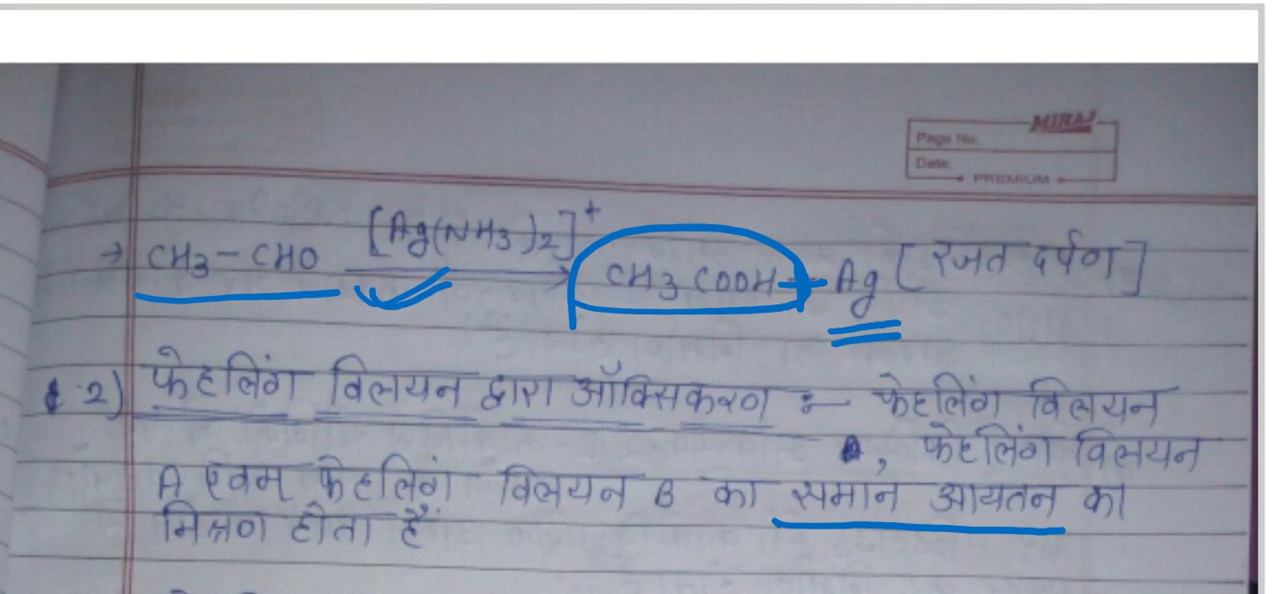 MIRAJ
Page No.
Date:
PREMIUM
→ CH3 – CHO [Ag(NH3)2]+ → CH3COOH + Ag [रजत दर्पण]
2) फेहलिंग विलयन द्वारा ऑक्सिकरण :– फेहलिंग विलयन
, फेहलिंग विलयन
A एवम फेहलिंग विलयन B का समान आयतन का
मिश्रण होता हैं